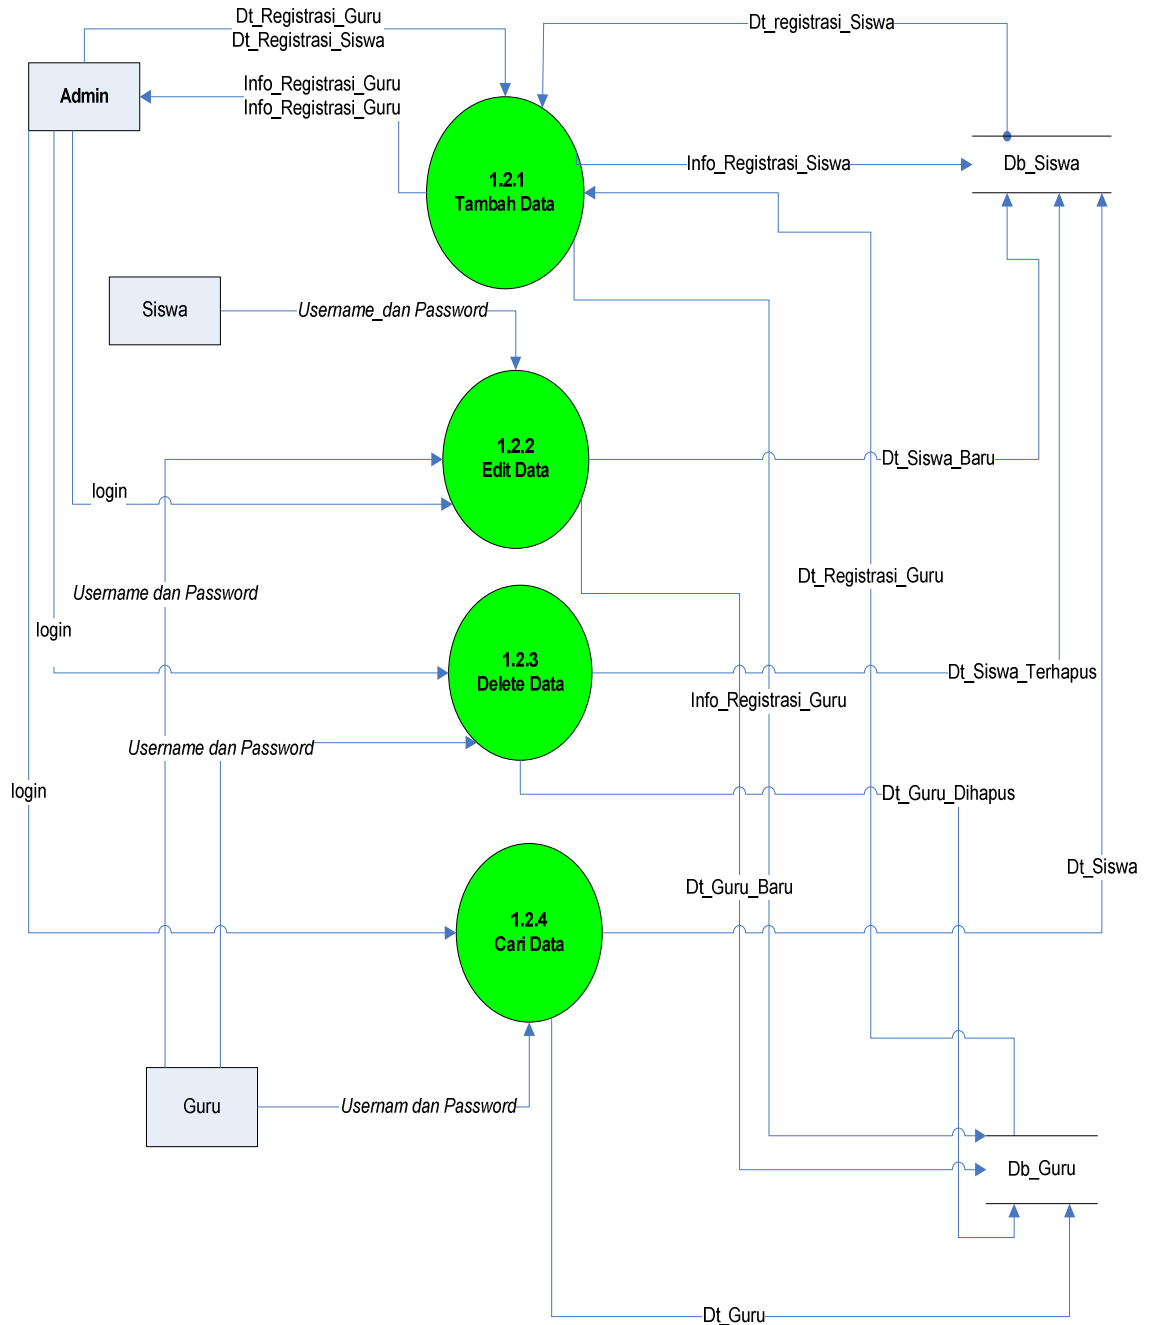 Dt_Registrasi_Guru
Dt_Registrasi_Siswa
Dt_registrasi_Siswa
Admin
Info_Registrasi_Guru
Info_Registrasi_Guru
1.2.1
Tambah Data
Info_Registrasi_Siswa
Db_Siswa
Siswa
Username_dan Password
1.2.2
Edit Data
Dt_Siswa_Baru
login
Dt_Registrasi_Guru
Username dan Password
login
1.2.3
Delete Data
Dt_Siswa_Terhapus
Info_Registrasi_Guru
Username dan Password
login
Dt_Guru_Dihapus
Dt_Siswa
Dt_Guru_Baru
1.2.4
Cari Data
Guru
Usernam dan Password
Db_Guru
Dt_Guru